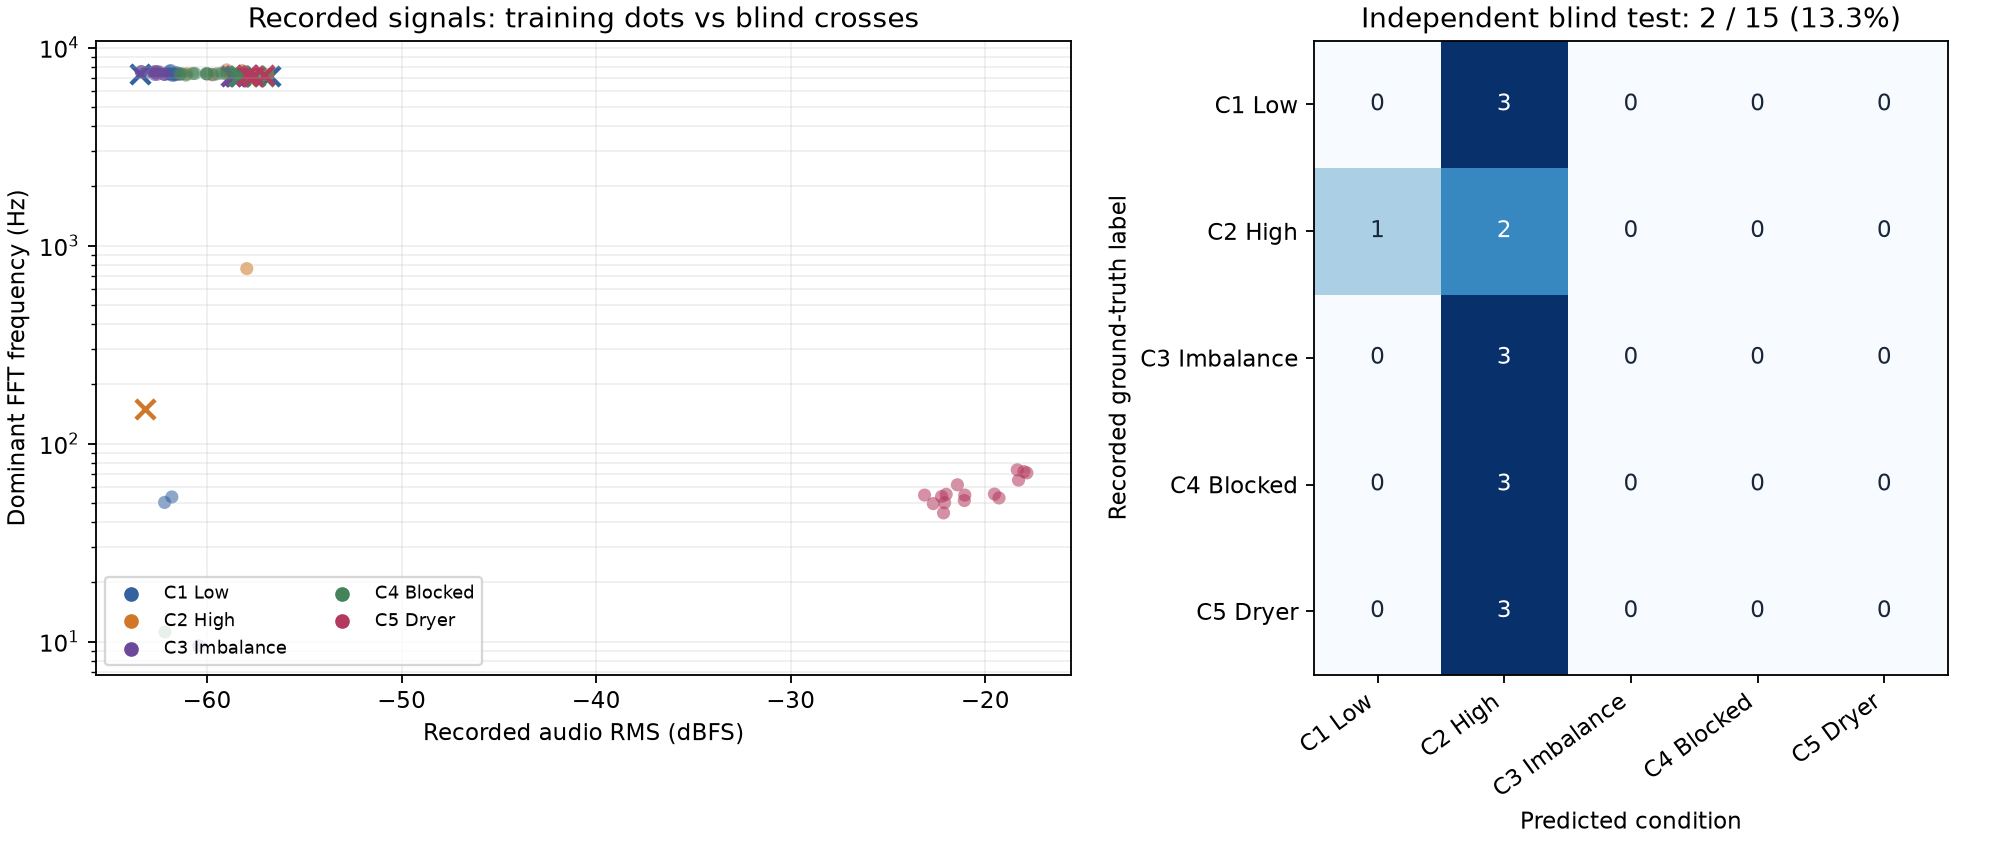 Recorded signals: training dots vs blind crosses
Dominant FFT frequency (Hz)
10⁴
10³
10²
10¹
C1 Low
C2 High
C3 Imbalance
C4 Blocked
C5 Dryer
−60
−50
−40
−30
−20
Recorded audio RMS (dBFS)
Independent blind test: 2 / 15 (13.3%)
Recorded ground-truth label
C1 Low 0 3 0 0 0
C2 High 1 2 0 0 0
C3 Imbalance 0 3 0 0 0
C4 Blocked 0 3 0 0 0
C5 Dryer 0 3 0 0 0
C1 Low
C2 High
C3 Imbalance
C4 Blocked
C5 Dryer
Predicted condition